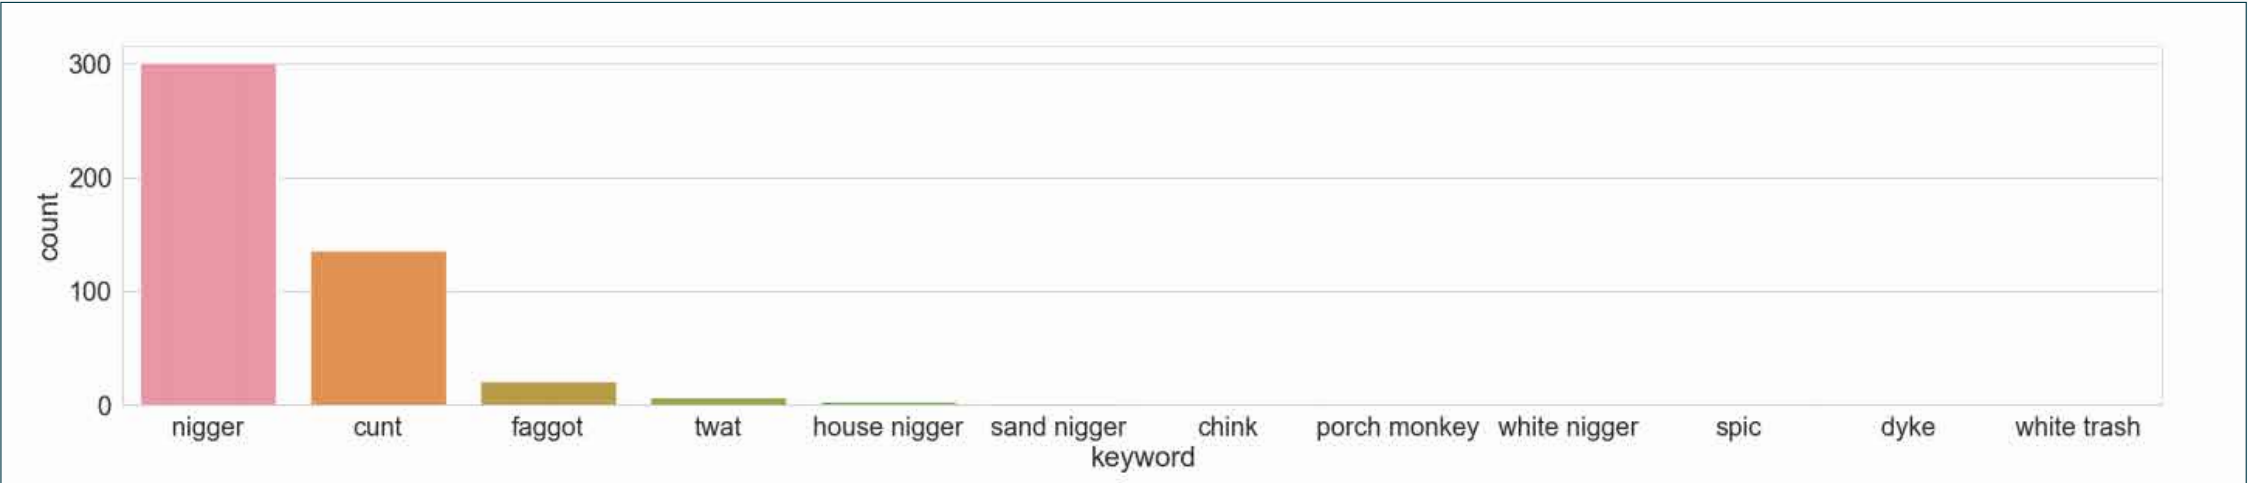 300
200
100
0
count
nigger cunt faggot twat house nigger sand nigger chink porch monkey white nigger spic dyke white trash
keyword